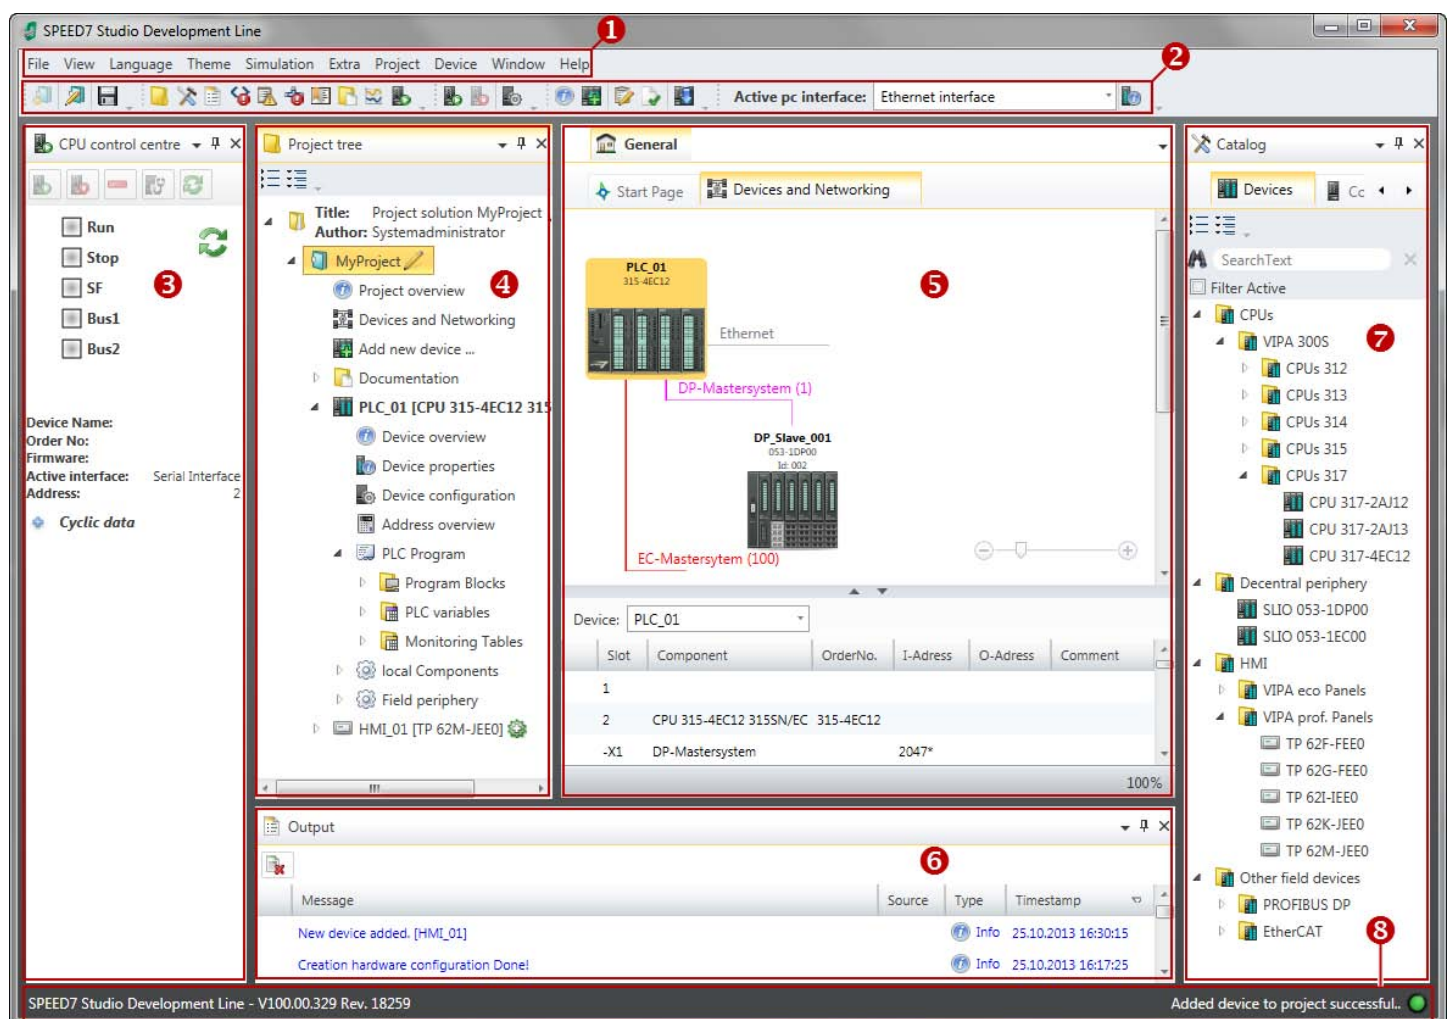 SPEED7 Studio Development Line
1
File View Language Theme Simulation Extra Project Device Window Help
2
Active pc interface: Ethernet interface
CPU control centre
Run
Stop
SF
Bus1
Bus2
3
Device Name:
Order No:
Firmware:
Active interface: Serial Interface
Address: 2
Cyclic data
Project tree
Title: Project solution MyProject
Author: Systemadministrator
MyProject
4
Project overview
Devices and Networking
Add new device ...
Documentation
PLC_01 [CPU 315-4EC12 315
Device overview
Device properties
Device configuration
Address overview
PLC Program
Program Blocks
PLC variables
Monitoring Tables
local Components
Field periphery
HMI_01 [TP 62M-JEE0]
General
Start Page Devices and Networking
5
PLC_01
315-4EC12
Ethernet
DP-Mastersystem (1)
DP_Slave_001
053-1DP00
Id: 002
EC-Mastersytem (100)
Device: PLC_01
Slot Component OrderNo. I-Adress O-Adress Comment
1
2 CPU 315-4EC12 315SN/EC 315-4EC12
-X1 DP-Mastersystem 2047*
100%
Output
6
Message Source Type Timestamp
New device added. [HMI_01] Info 25.10.2013 16:30:15
Creation hardware configuration Done! Info 25.10.2013 16:17:25
Catalog
Devices Cc
SearchText
Filter Active
CPUs
VIPA 300S
7
CPUs 312
CPUs 313
CPUs 314
CPUs 315
CPUs 317
CPU 317-2AJ12
CPU 317-2AJ13
CPU 317-4EC12
Decentral periphery
SLIO 053-1DP00
SLIO 053-1EC00
HMI
VIPA eco Panels
VIPA prof. Panels
TP 62F-FEE0
TP 62G-FEE0
TP 62I-IEE0
TP 62K-JEE0
TP 62M-JEE0
Other field devices
PROFIBUS DP
EtherCAT
8
SPEED7 Studio Development Line - V100.00.329 Rev. 18259
Added device to project successful..